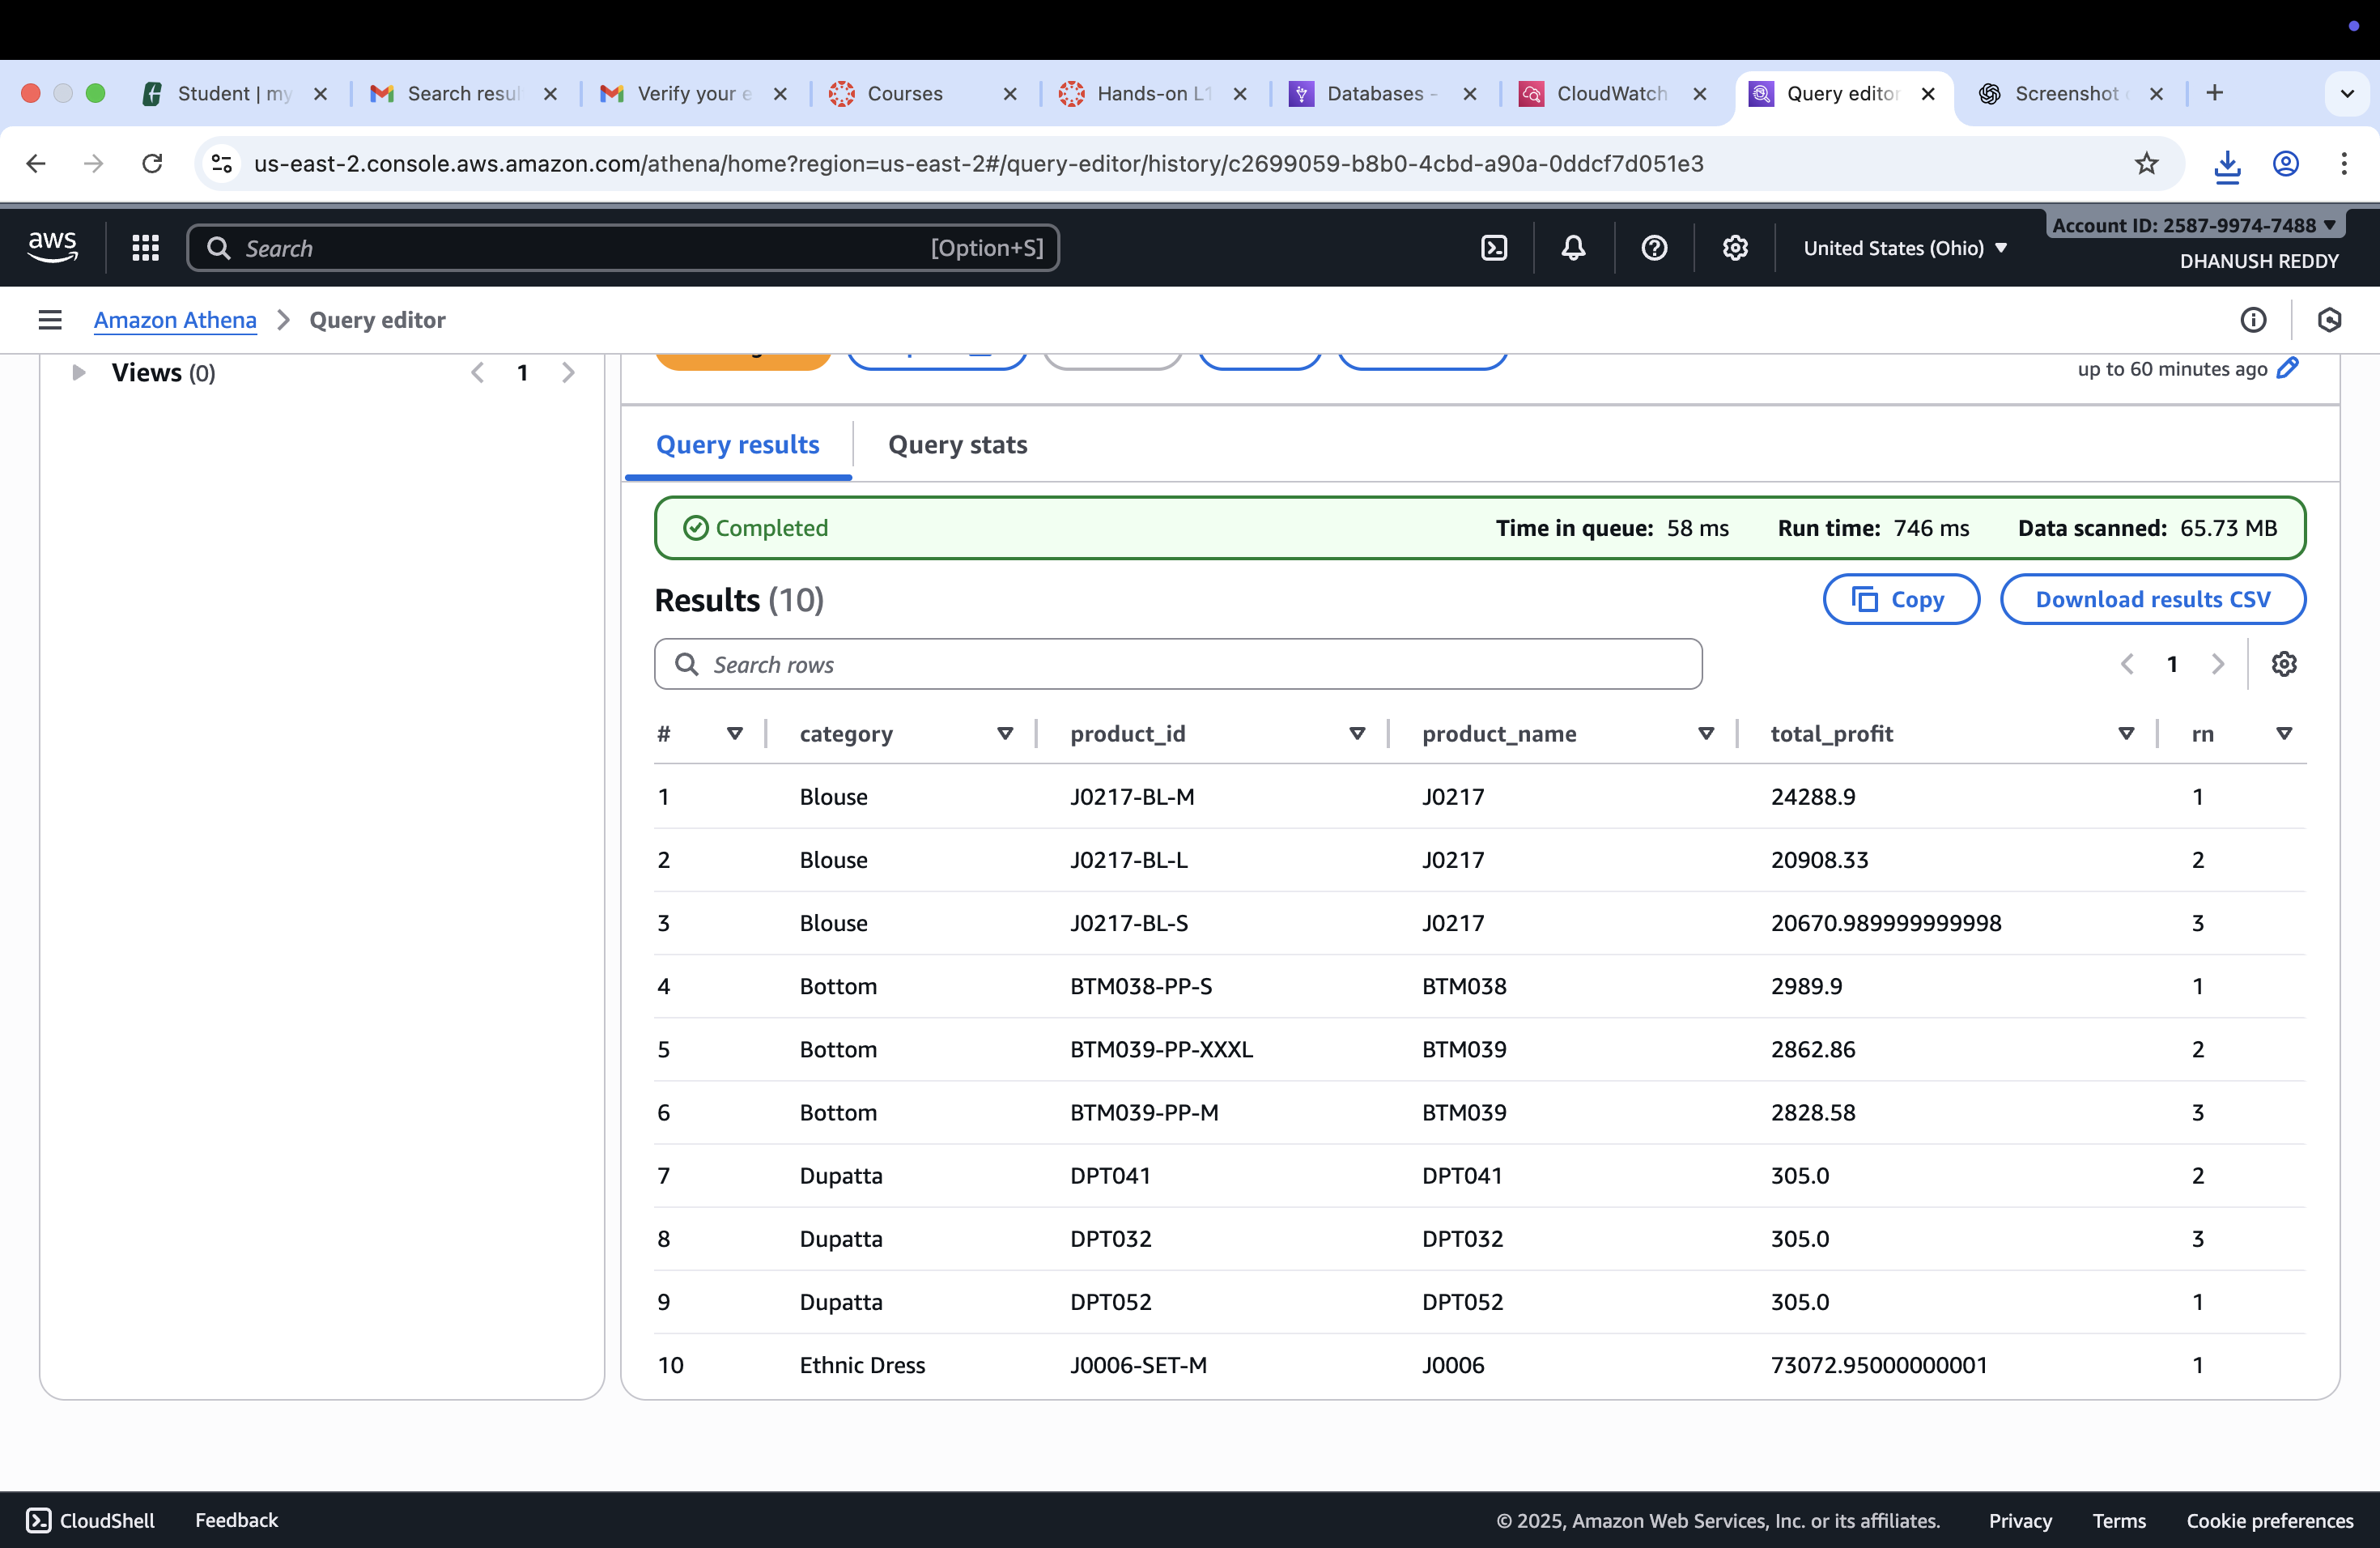 Student | my
Search resul
Verify your e
Courses
Hands-on L1
Databases -
CloudWatch
Query editor
Screenshot
us-east-2.console.aws.amazon.com/athena/home?region=us-east-2#/query-editor/history/c2699059-b8b0-4cbd-a90a-0ddcf7d051e3
aws
Search [Option+S]
United States (Ohio)
Account ID: 2587-9974-7488
DHANUSH REDDY
Amazon Athena Query editor
Views (0) 1
up to 60 minutes ago
Query results Query stats
Completed Time in queue: 58 ms Run time: 746 ms Data scanned: 65.73 MB
Results (10) Copy Download results CSV
Search rows 1
# category product_id product_name total_profit rn
1 Blouse J0217-BL-M J0217 24288.9 1
2 Blouse J0217-BL-L J0217 20908.33 2
3 Blouse J0217-BL-S J0217 20670.989999999998 3
4 Bottom BTM038-PP-S BTM038 2989.9 1
5 Bottom BTM039-PP-XXXL BTM039 2862.86 2
6 Bottom BTM039-PP-M BTM039 2828.58 3
7 Dupatta DPT041 DPT041 305.0 2
8 Dupatta DPT032 DPT032 305.0 3
9 Dupatta DPT052 DPT052 305.0 1
10 Ethnic Dress J0006-SET-M J0006 73072.95000000001 1
CloudShell Feedback © 2025, Amazon Web Services, Inc. or its affiliates. Privacy Terms Cookie preferences